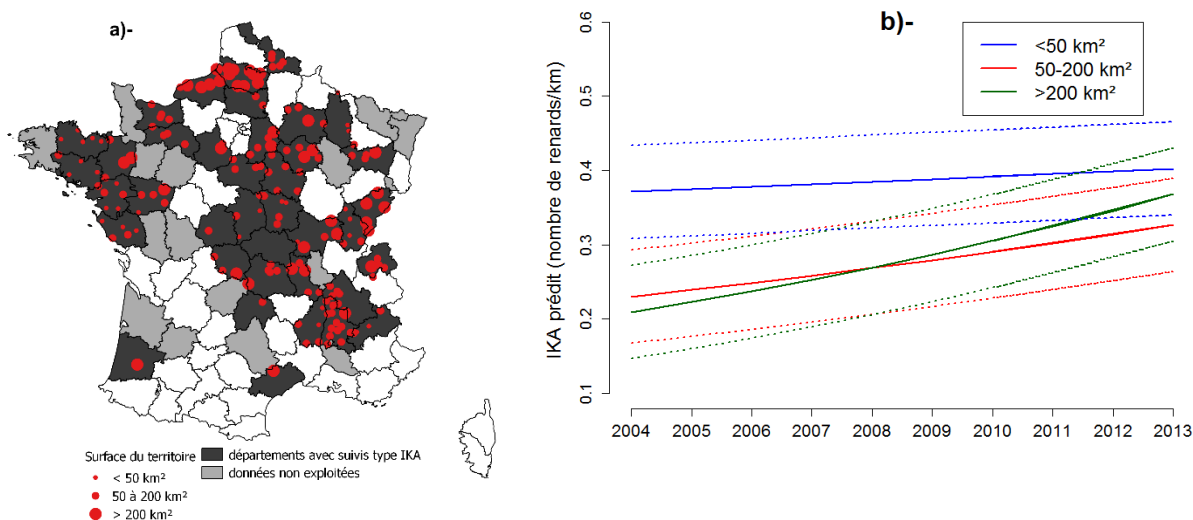 a)-
Surface du territoire
< 50 km²
50 à 200 km²
> 200 km²
départements avec suivis type IKA
données non exploitées
b)-
<50 km²
50-200 km²
>200 km²
IKA prédit (nombre de renards/km)
0.6
0.5
0.4
0.3
0.2
0.1
2004 2005 2006 2007 2008 2009 2010 2011 2012 2013